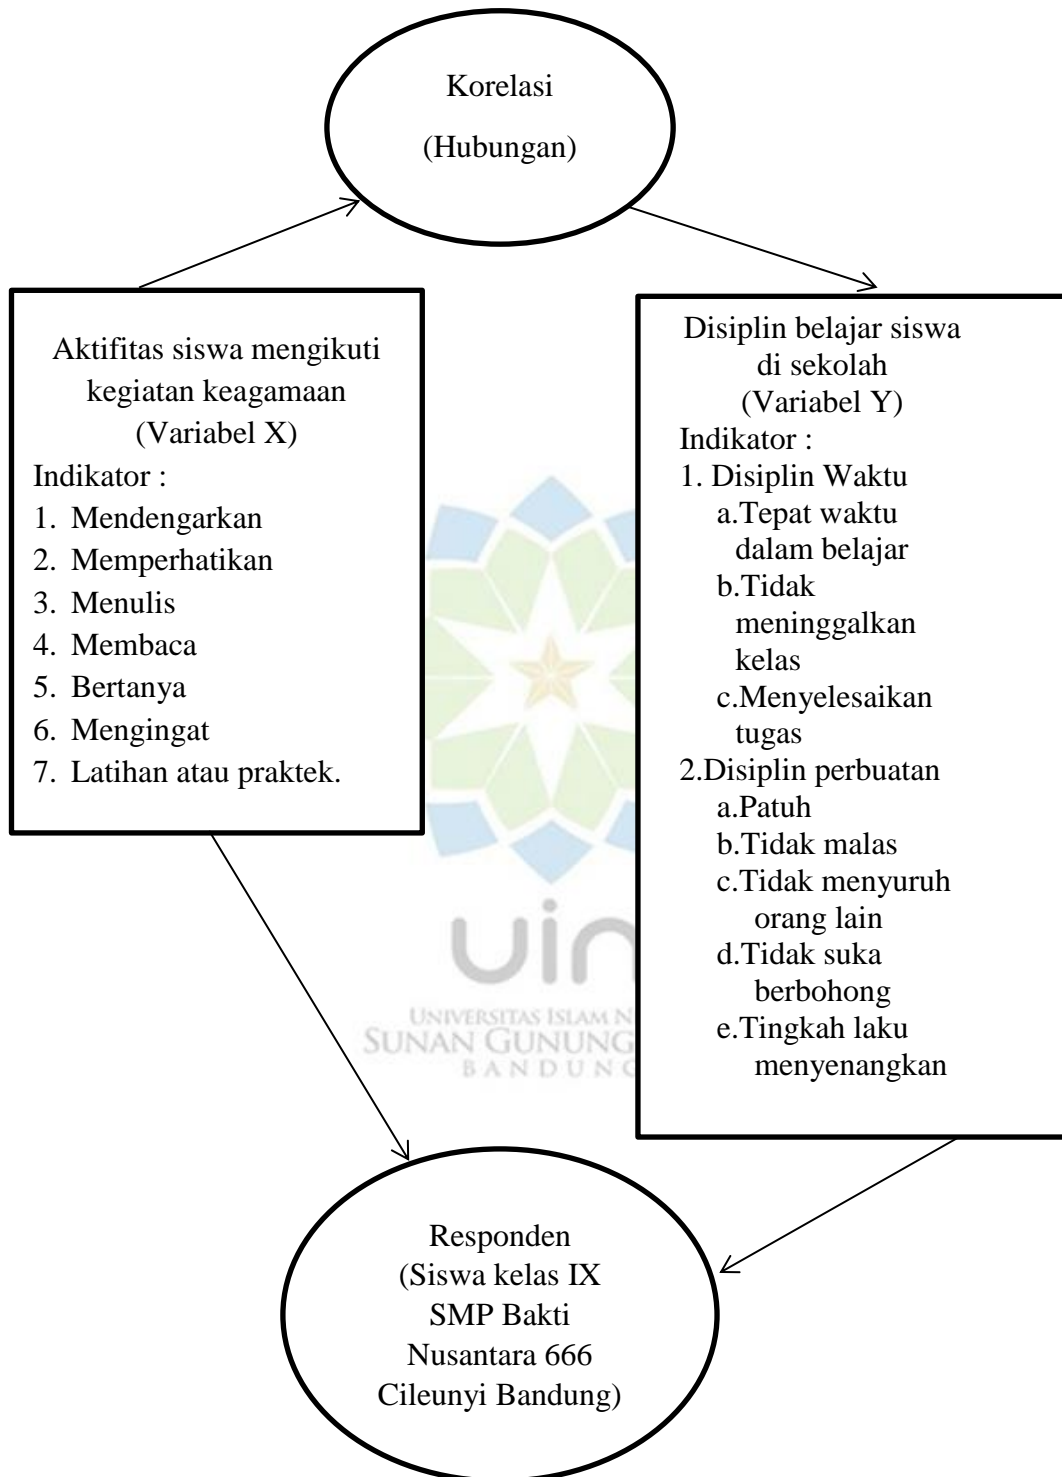 Korelasi
(Hubungan)
Aktifitas siswa mengikuti
kegiatan keagamaan
(Variabel X)
Indikator :
1. Mendengarkan
2. Memperhatikan
3. Menulis
4. Membaca
5. Bertanya
6. Mengingat
7. Latihan atau praktek.
Disiplin belajar siswa
di sekolah
(Variabel Y)
Indikator :
1. Disiplin Waktu
a.Tepat waktu
dalam belajar
b.Tidak
meninggalkan
kelas
c.Menyelesaikan
tugas
2.Disiplin perbuatan
a.Patuh
b.Tidak malas
c.Tidak menyuruh
orang lain
d.Tidak suka
berbohong
e.Tingkah laku
menyenangkan
UNIVERSITAS ISLAM N
SUNAN GUNUNG
BANDUNG
Responden
(Siswa kelas IX
SMP Bakti
Nusantara 666
Cileunyi Bandung)